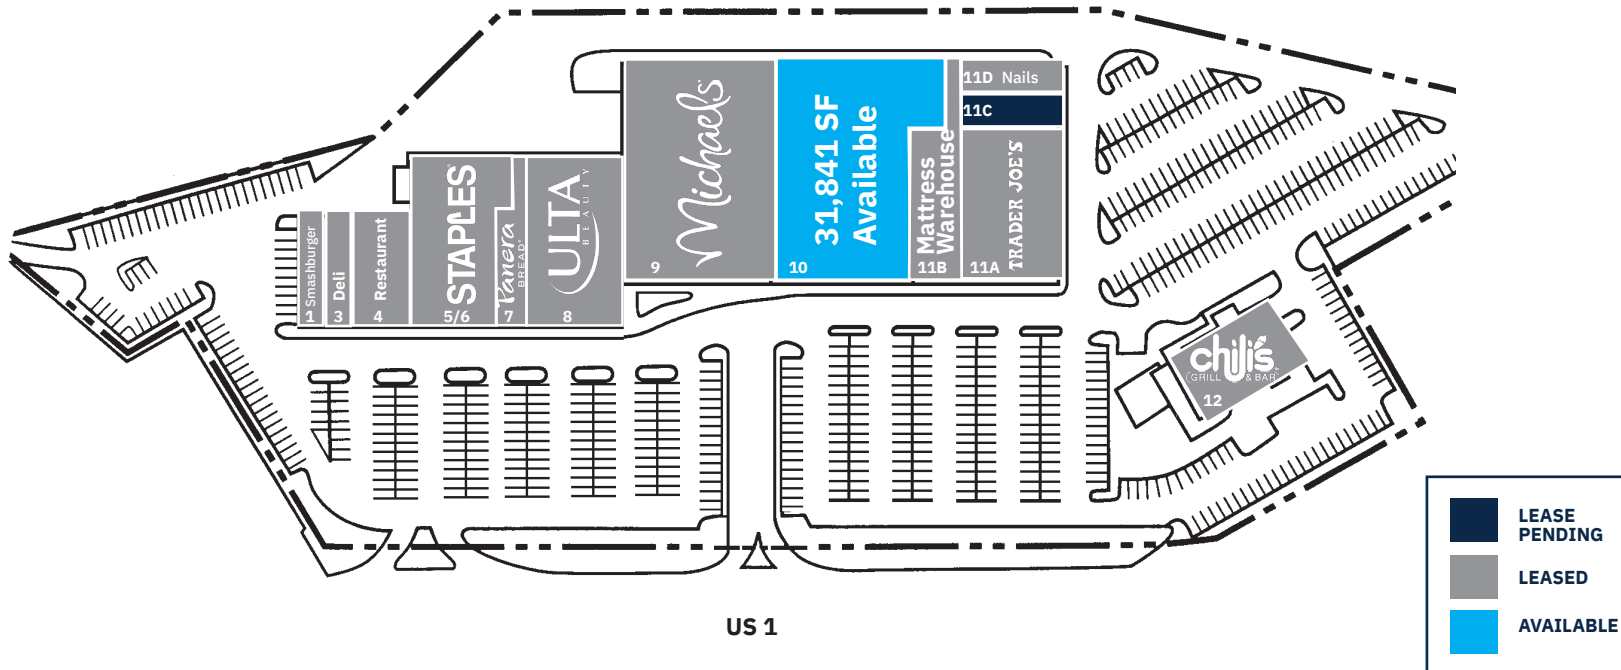 1 Smashburger
3 Deli
4 Restaurant
5/6 STAPLES
7 Panera
BREAD
8 ULTA
BEAUTY
9 Michaels
10
31,841 SF
Available
11B
Mattress
Warehouse
11A TRADER JOE'S
11D Nails
11C
chili's
GRILL & BAR
12
US 1
LEASE
PENDING
LEASED
AVAILABLE